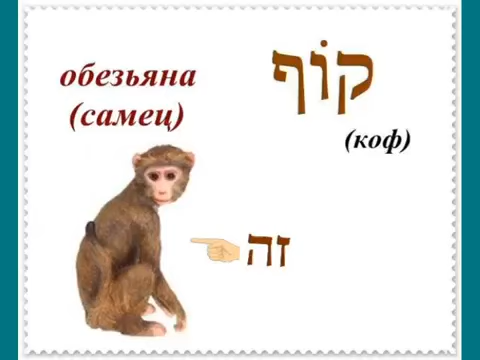 обезьяна
(самец)
קוֹף
(коф)
זה